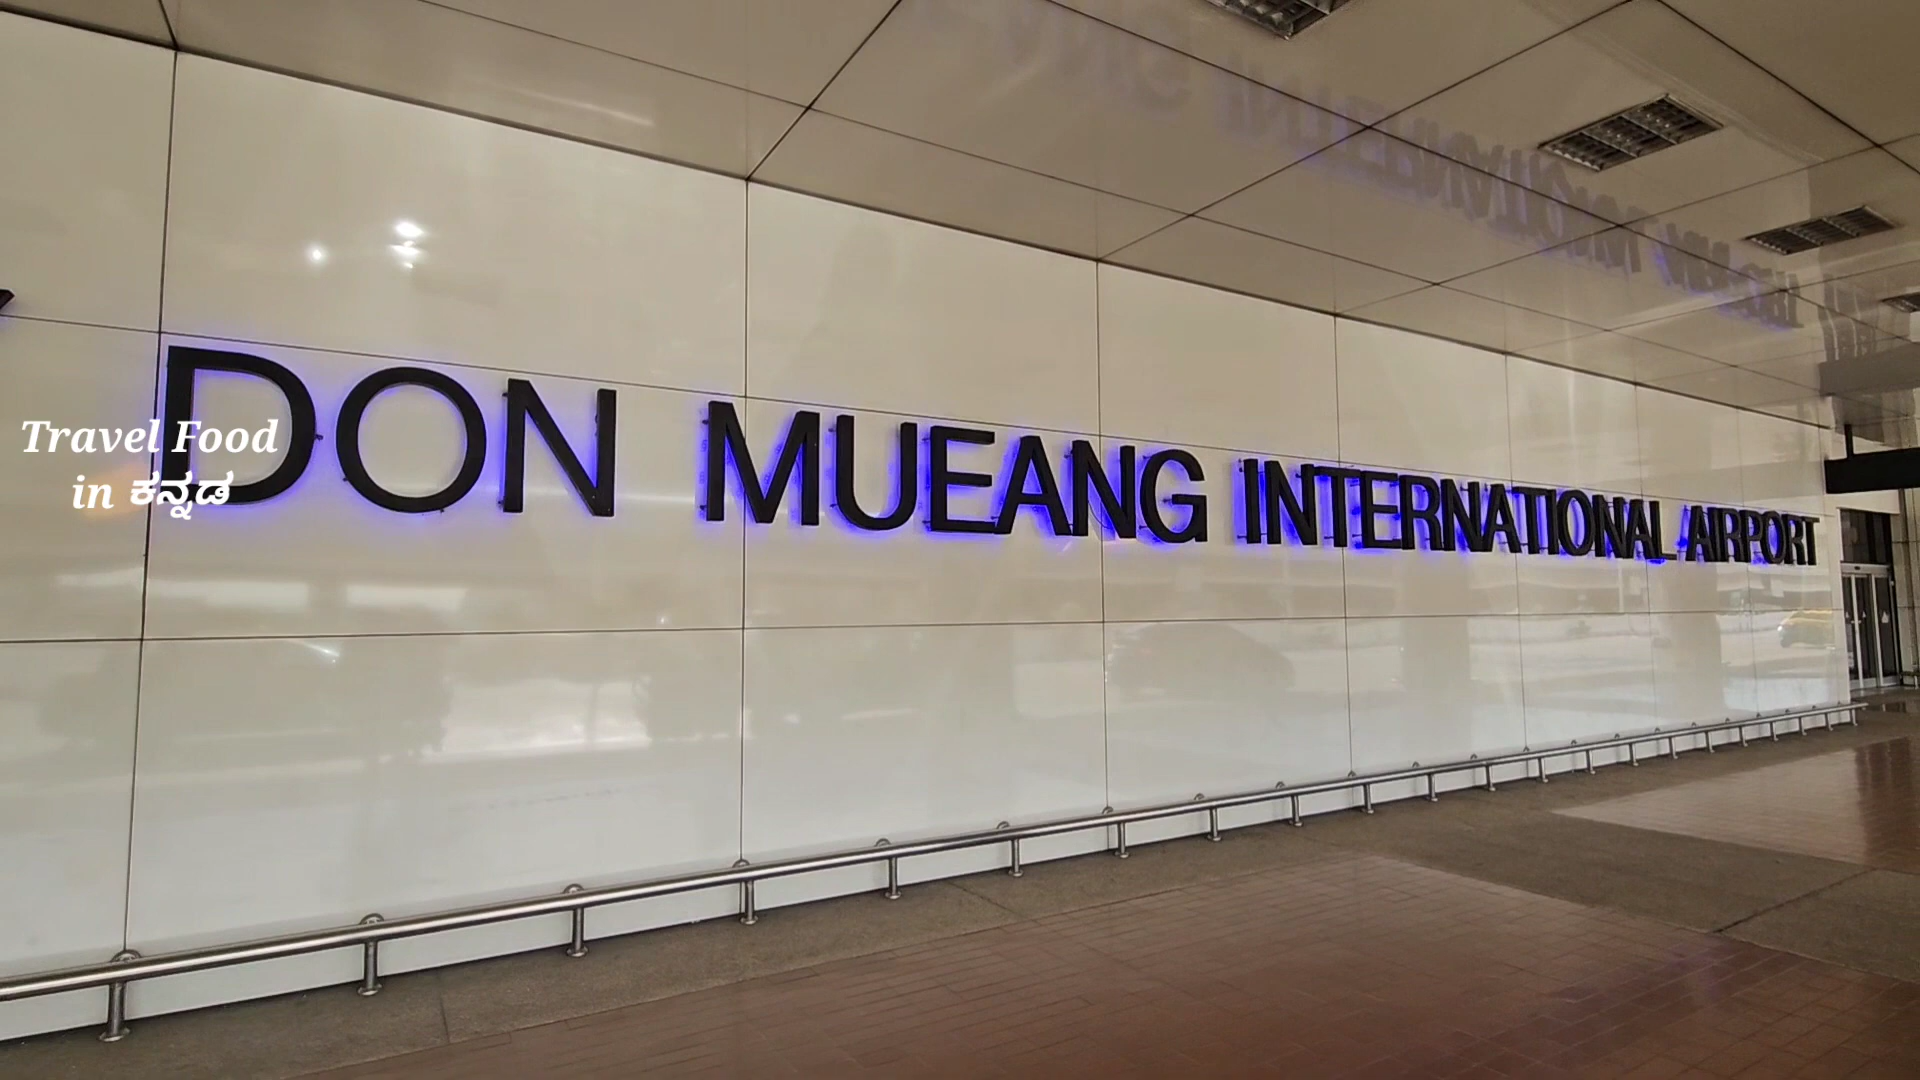 DON MUEANG INTERNATIONAL AIRPORT
Travel Food
in ಕನ್ನಡ